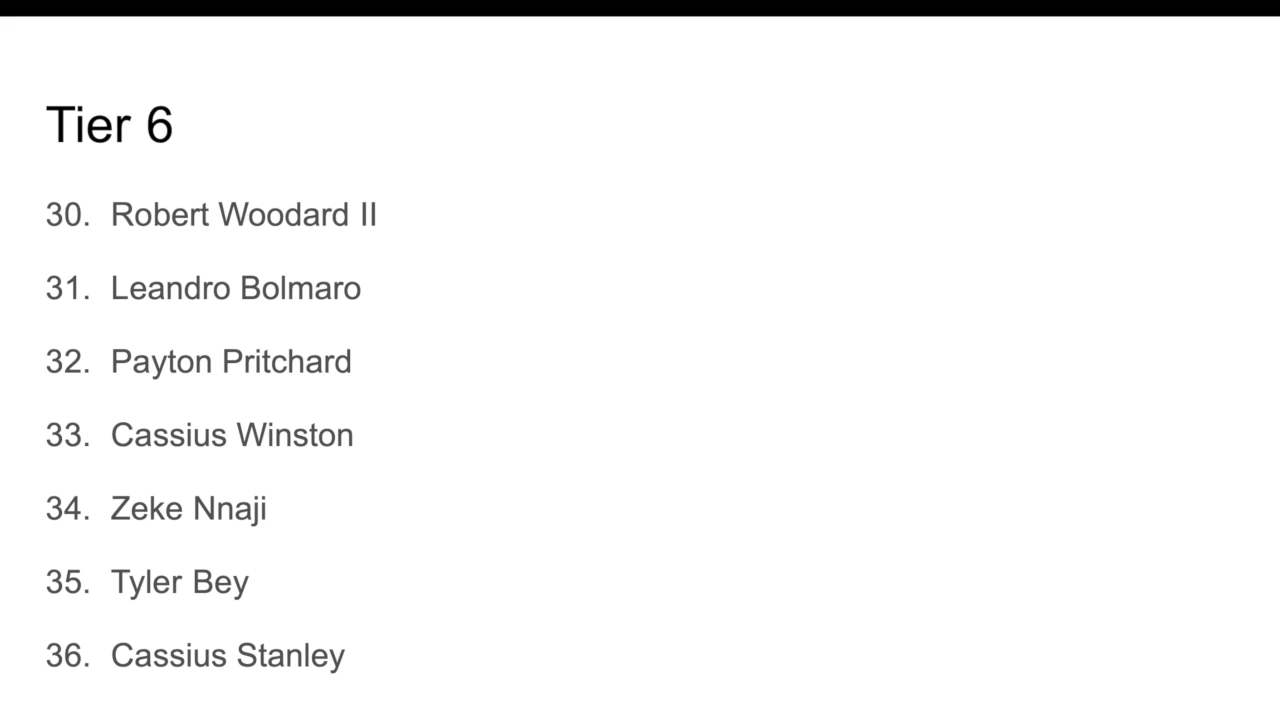 Tier 6
30. Robert Woodard II
31. Leandro Bolmaro
32. Payton Pritchard
33. Cassius Winston
34. Zeke Nnaji
35. Tyler Bey
36. Cassius Stanley